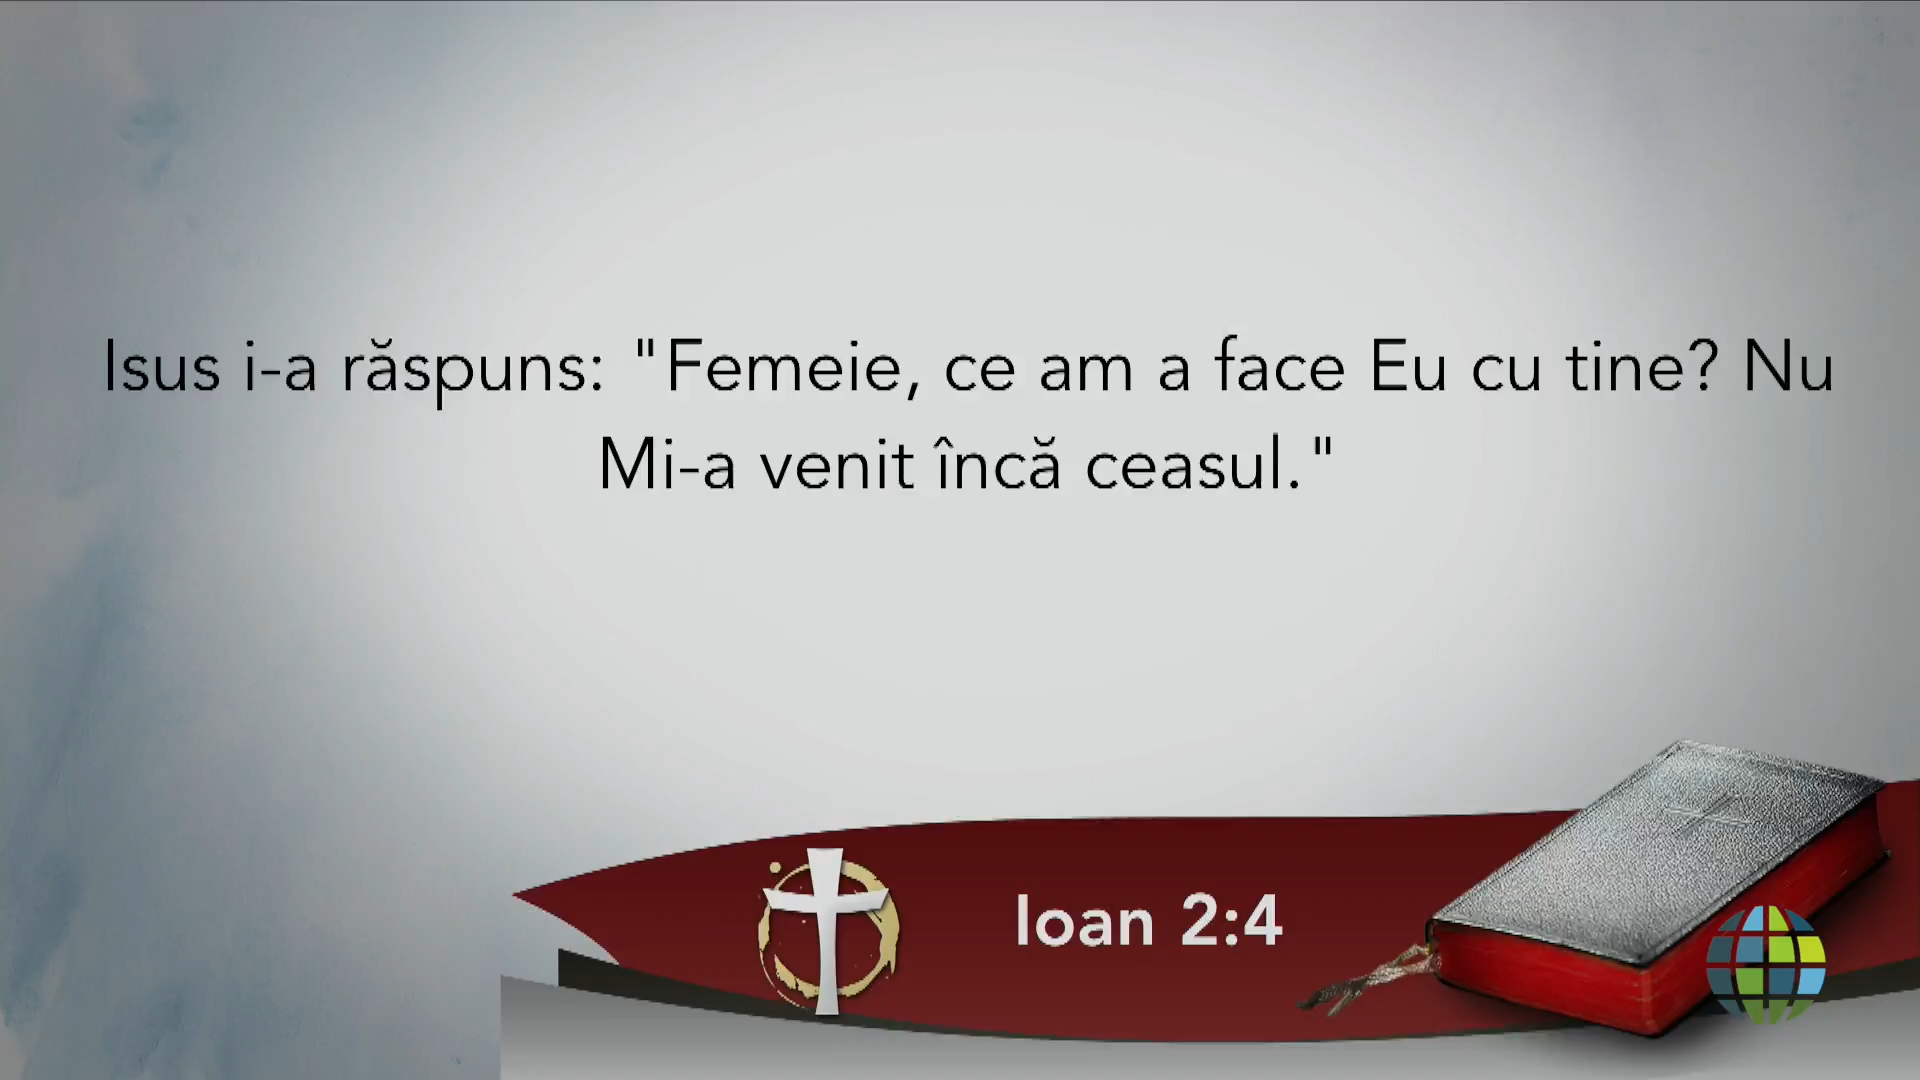 Isus i-a răspuns: "Femeie, ce am a face Eu cu tine? Nu
Mi-a venit încă ceasul."
Ioan 2:4